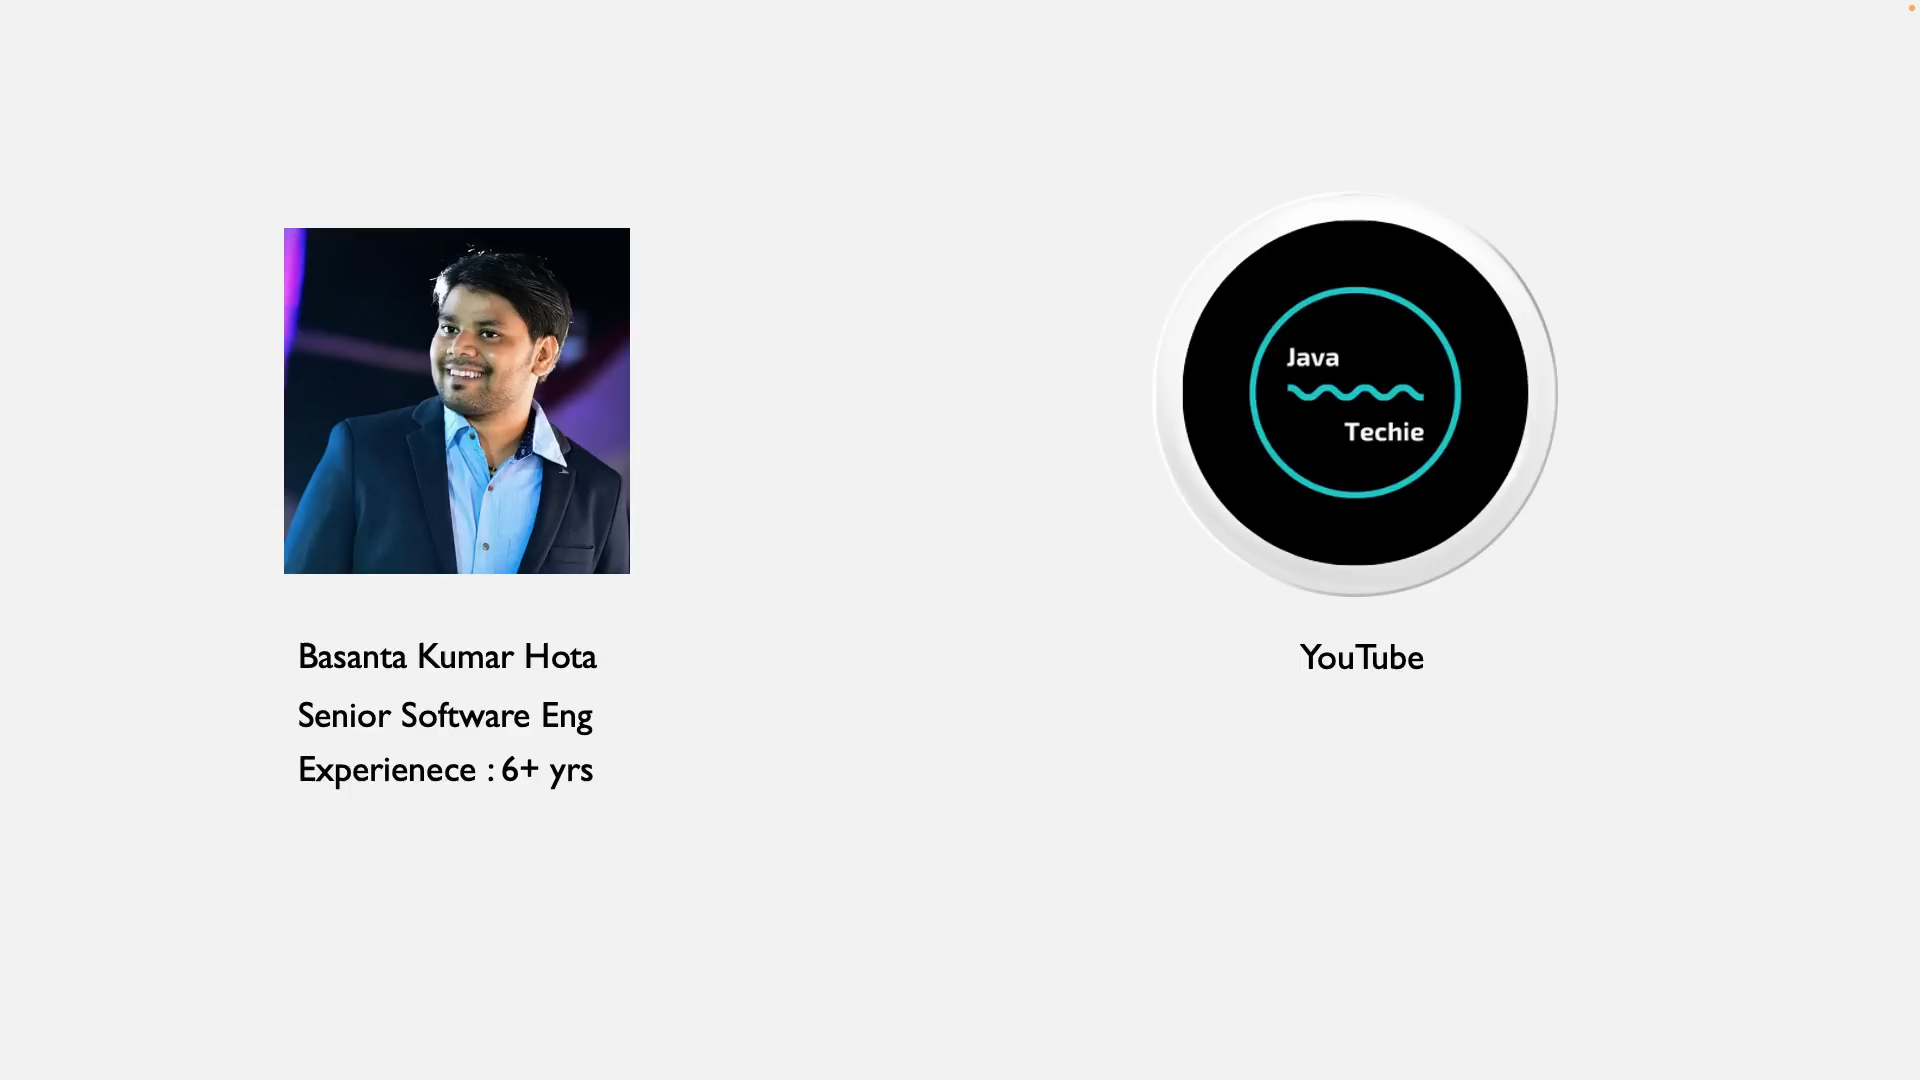 Basanta Kumar Hota
Senior Software Eng
Experienece : 6+ yrs
Java
Techie
YouTube